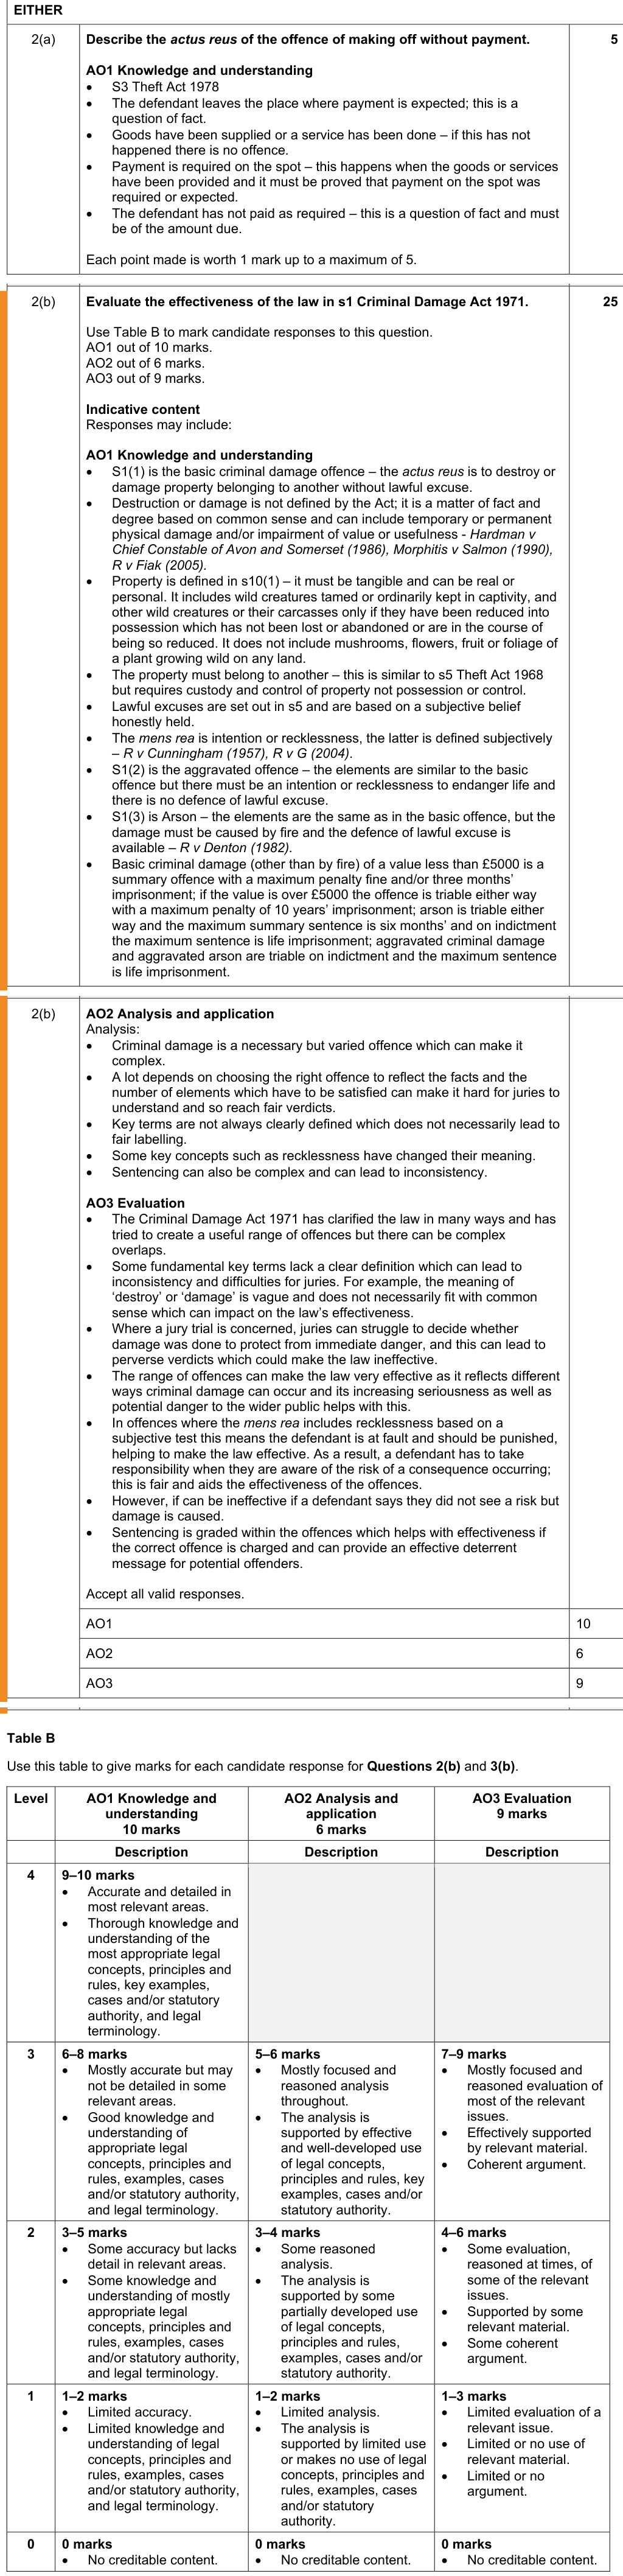 EITHER
2(a)
Describe the actus reus of the offence of making off without payment.
5
AO1 Knowledge and understanding
• S3 Theft Act 1978
• The defendant leaves the place where payment is expected; this is a
question of fact.
• Goods have been supplied or a service has been done – if this has not
happened there is no offence.
• Payment is required on the spot – this happens when the goods or services
have been provided and it must be proved that payment on the spot was
required or expected.
• The defendant has not paid as required – this is a question of fact and must
be of the amount due.
Each point made is worth 1 mark up to a maximum of 5.
2(b)
Evaluate the effectiveness of the law in s1 Criminal Damage Act 1971.
25
Use Table B to mark candidate responses to this question.
AO1 out of 10 marks.
AO2 out of 6 marks.
AO3 out of 9 marks.
Indicative content
Responses may include:
AO1 Knowledge and understanding
• S1(1) is the basic criminal damage offence – the actus reus is to destroy or
damage property belonging to another without lawful excuse.
• Destruction or damage is not defined by the Act; it is a matter of fact and
degree based on common sense and can include temporary or permanent
physical damage and/or impairment of value or usefulness - Hardman v
Chief Constable of Avon and Somerset (1986), Morphitis v Salmon (1990),
R v Fiak (2005).
• Property is defined in s10(1) – it must be tangible and can be real or
personal. It includes wild creatures tamed or ordinarily kept in captivity, and
other wild creatures or their carcasses only if they have been reduced into
possession which has not been lost or abandoned or are in the course of
being so reduced. It does not include mushrooms, flowers, fruit or foliage of
a plant growing wild on any land.
• The property must belong to another – this is similar to s5 Theft Act 1968
but requires custody and control of property not possession or control.
• Lawful excuses are set out in s5 and are based on a subjective belief
honestly held.
• The mens rea is intention or recklessness, the latter is defined subjectively
– R v Cunningham (1957), R v G (2004).
• S1(2) is the aggravated offence – the elements are similar to the basic
offence but there must be an intention or recklessness to endanger life and
there is no defence of lawful excuse.
• S1(3) is Arson – the elements are the same as in the basic offence, but the
damage must be caused by fire and the defence of lawful excuse is
available – R v Denton (1982).
• Basic criminal damage (other than by fire) of a value less than £5000 is a
summary offence with a maximum penalty fine and/or three months'
imprisonment; if the value is over £5000 the offence is triable either way
with a maximum penalty of 10 years' imprisonment; arson is triable either
way and the maximum summary sentence is six months' and on indictment
the maximum sentence is life imprisonment; aggravated criminal damage
and aggravated arson are triable on indictment and the maximum sentence
is life imprisonment.
2(b)
AO2 Analysis and application
Analysis:
• Criminal damage is a necessary but varied offence which can make it
complex.
• A lot depends on choosing the right offence to reflect the facts and the
number of elements which have to be satisfied can make it hard for juries to
understand and so reach fair verdicts.
• Key terms are not always clearly defined which does not necessarily lead to
fair labelling.
• Some key concepts such as recklessness have changed their meaning.
• Sentencing can also be complex and can lead to inconsistency.
AO3 Evaluation
• The Criminal Damage Act 1971 has clarified the law in many ways and has
tried to create a useful range of offences but there can be complex
overlaps.
• Some fundamental key terms lack a clear definition which can lead to
inconsistency and difficulties for juries. For example, the meaning of
'destroy' or 'damage' is vague and does not necessarily fit with common
sense which can impact on the law's effectiveness.
• Where a jury trial is concerned, juries can struggle to decide whether
damage was done to protect from immediate danger, and this can lead to
perverse verdicts which could make the law ineffective.
• The range of offences can make the law very effective as it reflects different
ways criminal damage can occur and its increasing seriousness as well as
potential danger to the wider public helps with this.
• In offences where the mens rea includes recklessness based on a
subjective test this means the defendant is at fault and should be punished,
helping to make the law effective. As a result, a defendant has to take
responsibility when they are aware of the risk of a consequence occurring;
this is fair and aids the effectiveness of the offences.
• However, if can be ineffective if a defendant says they did not see a risk but
damage is caused.
• Sentencing is graded within the offences which helps with effectiveness if
the correct offence is charged and can provide an effective deterrent
message for potential offenders.
Accept all valid responses.
AO1 10
AO2 6
AO3 9
Table B
Use this table to give marks for each candidate response for Questions 2(b) and 3(b).
Level
AO1 Knowledge and
understanding
10 marks
AO2 Analysis and
application
6 marks
AO3 Evaluation
9 marks
Description
Description
Description
4
9–10 marks
• Accurate and detailed in
most relevant areas.
• Thorough knowledge and
understanding of the
most appropriate legal
concepts, principles and
rules, key examples,
cases and/or statutory
authority, and legal
terminology.
3
6–8 marks
• Mostly accurate but may
not be detailed in some
relevant areas.
• Good knowledge and
understanding of
appropriate legal
concepts, principles and
rules, examples, cases
and/or statutory authority,
and legal terminology.
5–6 marks
• Mostly focused and
reasoned analysis
throughout.
• The analysis is
supported by effective
and well-developed use
of legal concepts,
principles and rules, key
examples, cases and/or
statutory authority.
7–9 marks
• Mostly focused and
reasoned evaluation of
most of the relevant
issues.
• Effectively supported
by relevant material.
• Coherent argument.
2
3–5 marks
• Some accuracy but lacks
detail in relevant areas.
• Some knowledge and
understanding of mostly
appropriate legal
concepts, principles and
rules, examples, cases
and/or statutory authority,
and legal terminology.
3–4 marks
• Some reasoned
analysis.
• The analysis is
supported by some
partially developed use
of legal concepts,
principles and rules,
examples, cases and/or
statutory authority.
4–6 marks
• Some evaluation,
reasoned at times, of
some of the relevant
issues.
• Supported by some
relevant material.
• Some coherent
argument.
1
1–2 marks
• Limited accuracy.
• Limited knowledge and
understanding of legal
concepts, principles and
rules, examples, cases
and/or statutory authority,
and legal terminology.
1–2 marks
• Limited analysis.
• The analysis is
supported by limited use
or makes no use of legal
concepts, principles and
rules, examples, cases
and/or statutory
authority.
1–3 marks
• Limited evaluation of a
relevant issue.
• Limited or no use of
relevant material.
• Limited or no
argument.
0
0 marks
• No creditable content.
0 marks
• No creditable content.
0 marks
• No creditable content.